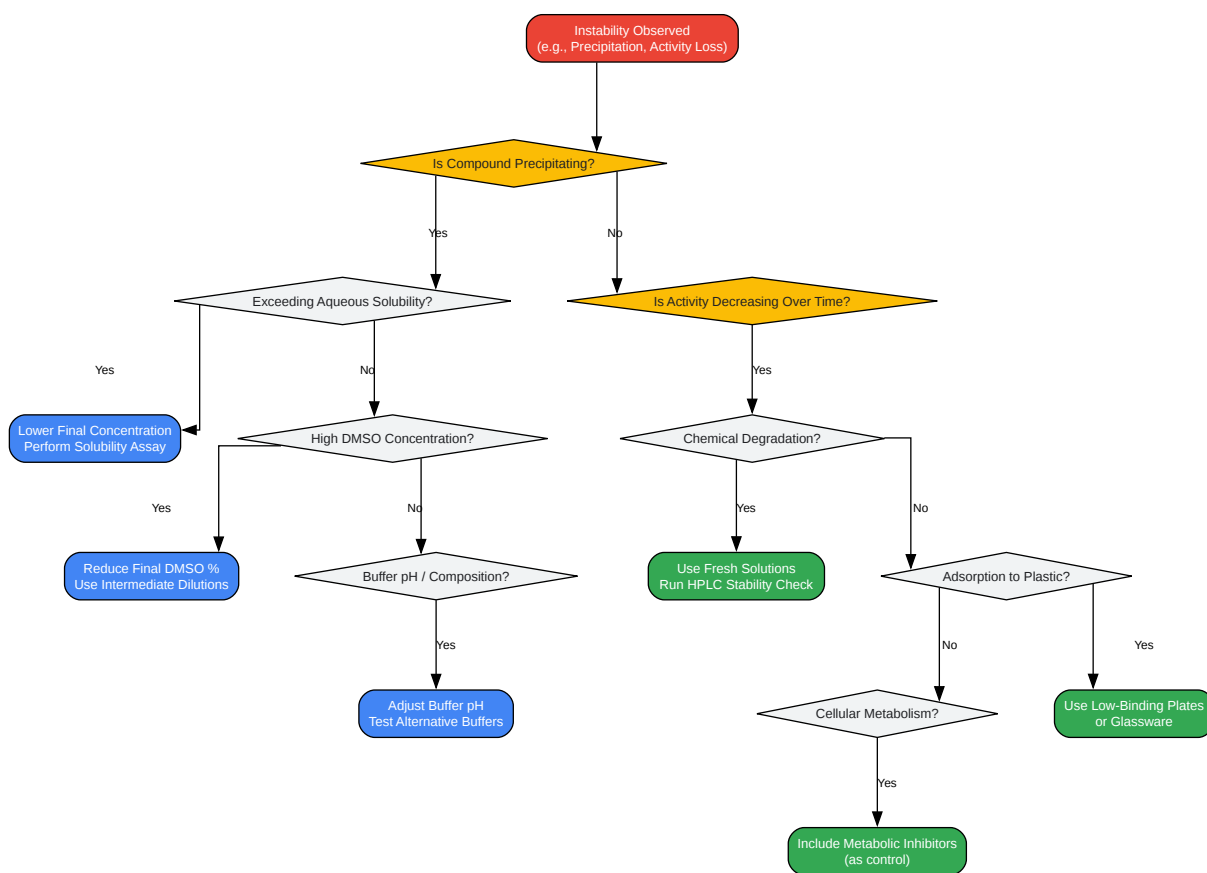 Instability Observed
(e.g., Precipitation, Activity Loss)
Is Compound Precipitating?
Yes
No
Exceeding Aqueous Solubility?
Is Activity Decreasing Over Time?
Yes
No
Yes
Lower Final Concentration
Perform Solubility Assay
High DMSO Concentration?
Chemical Degradation?
Yes
No
Yes
No
Reduce Final DMSO %
Use Intermediate Dilutions
Buffer pH / Composition?
Use Fresh Solutions
Run HPLC Stability Check
Adsorption to Plastic?
Yes
No
Yes
Adjust Buffer pH
Test Alternative Buffers
Cellular Metabolism?
Use Low-Binding Plates
or Glassware
Yes
Include Metabolic Inhibitors
(as control)